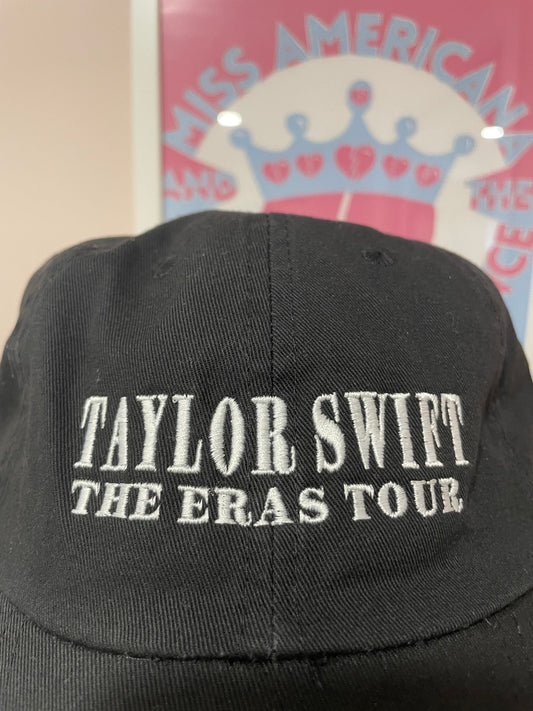 MISS AMERICANA
AND THE
TAYLOR SWIFT
THE ERAS TOUR